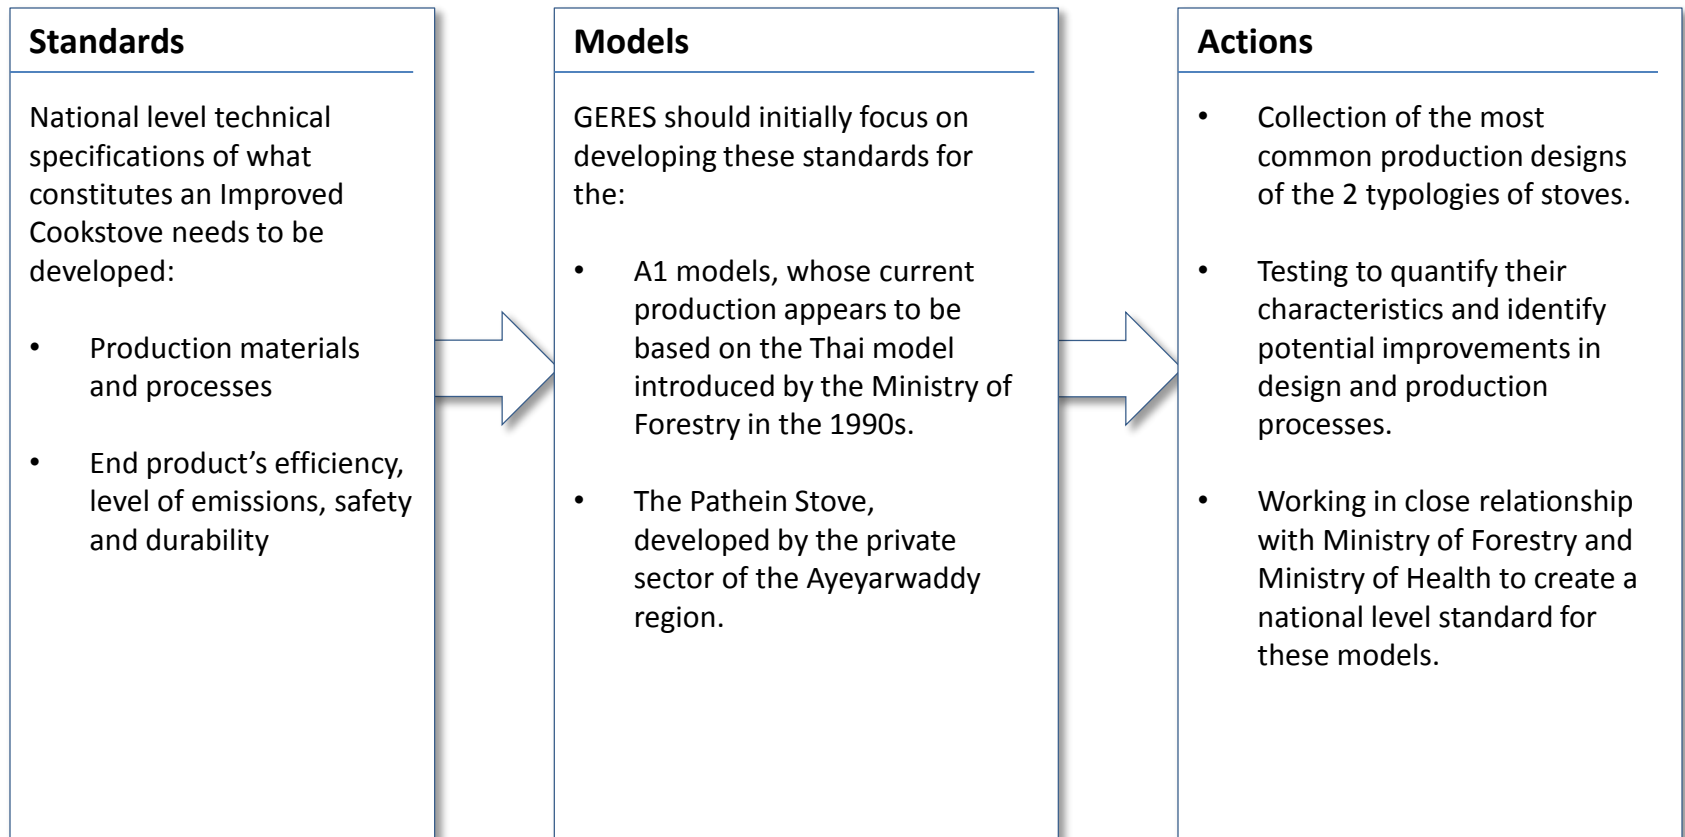 Standards
National level technical
specifications of what
constitutes an Improved
Cookstove needs to be
developed:
• Production materials
and processes
• End product’s efficiency,
level of emissions, safety
and durability
Models
GERES should initially focus on
developing these standards for
the:
• A1 models, whose current
production appears to be
based on the Thai model
introduced by the Ministry of
Forestry in the 1990s.
• The Pathein Stove,
developed by the private
sector of the Ayeyarwaddy
region.
Actions
• Collection of the most
common production designs
of the 2 typologies of stoves.
• Testing to quantify their
characteristics and identify
potential improvements in
design and production
processes.
• Working in close relationship
with Ministry of Forestry and
Ministry of Health to create a
national level standard for
these models.